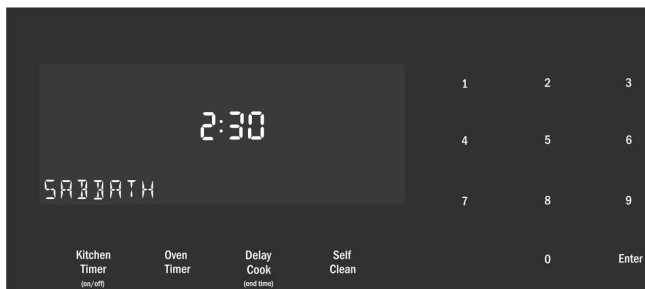 1 2 3
2:30
4 5 6
SABBATH
7 8 9
Kitchen Timer (on/off)
Oven Timer
Delay Cook (end time)
Self Clean
0 Enter